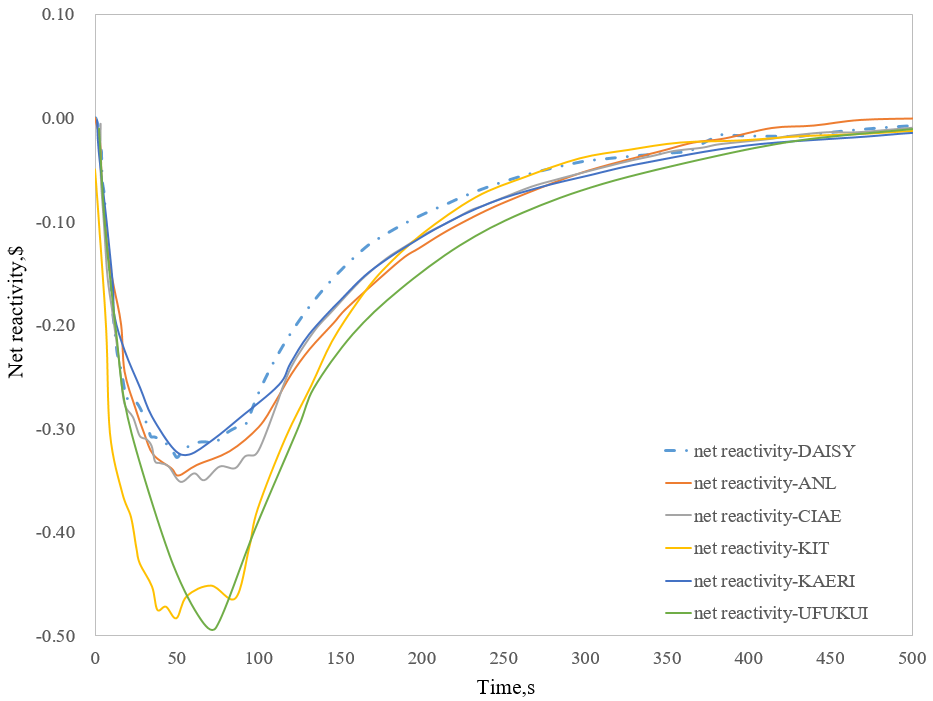 0.10
0.00
-0.10
-0.20
-0.30
-0.40
-0.50
Net reactivity,$
net reactivity-DAISY
net reactivity-ANL
net reactivity-CIAE
net reactivity-KIT
net reactivity-KAERI
net reactivity-UFUKUI
0 50 100 150 200 250 300 350 400 450 500
Time,s